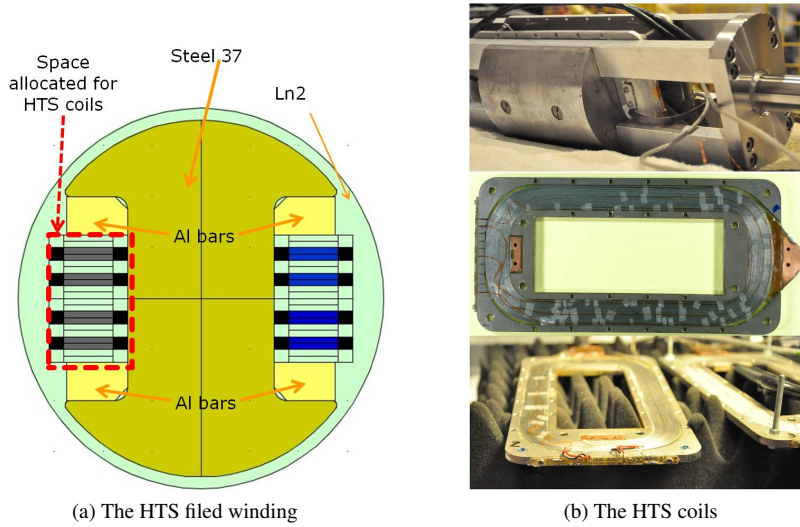 Steel 37
Space
allocated for
HTS coils
Ln2
Al bars
Al bars
(a) The HTS filed winding
(b) The HTS coils